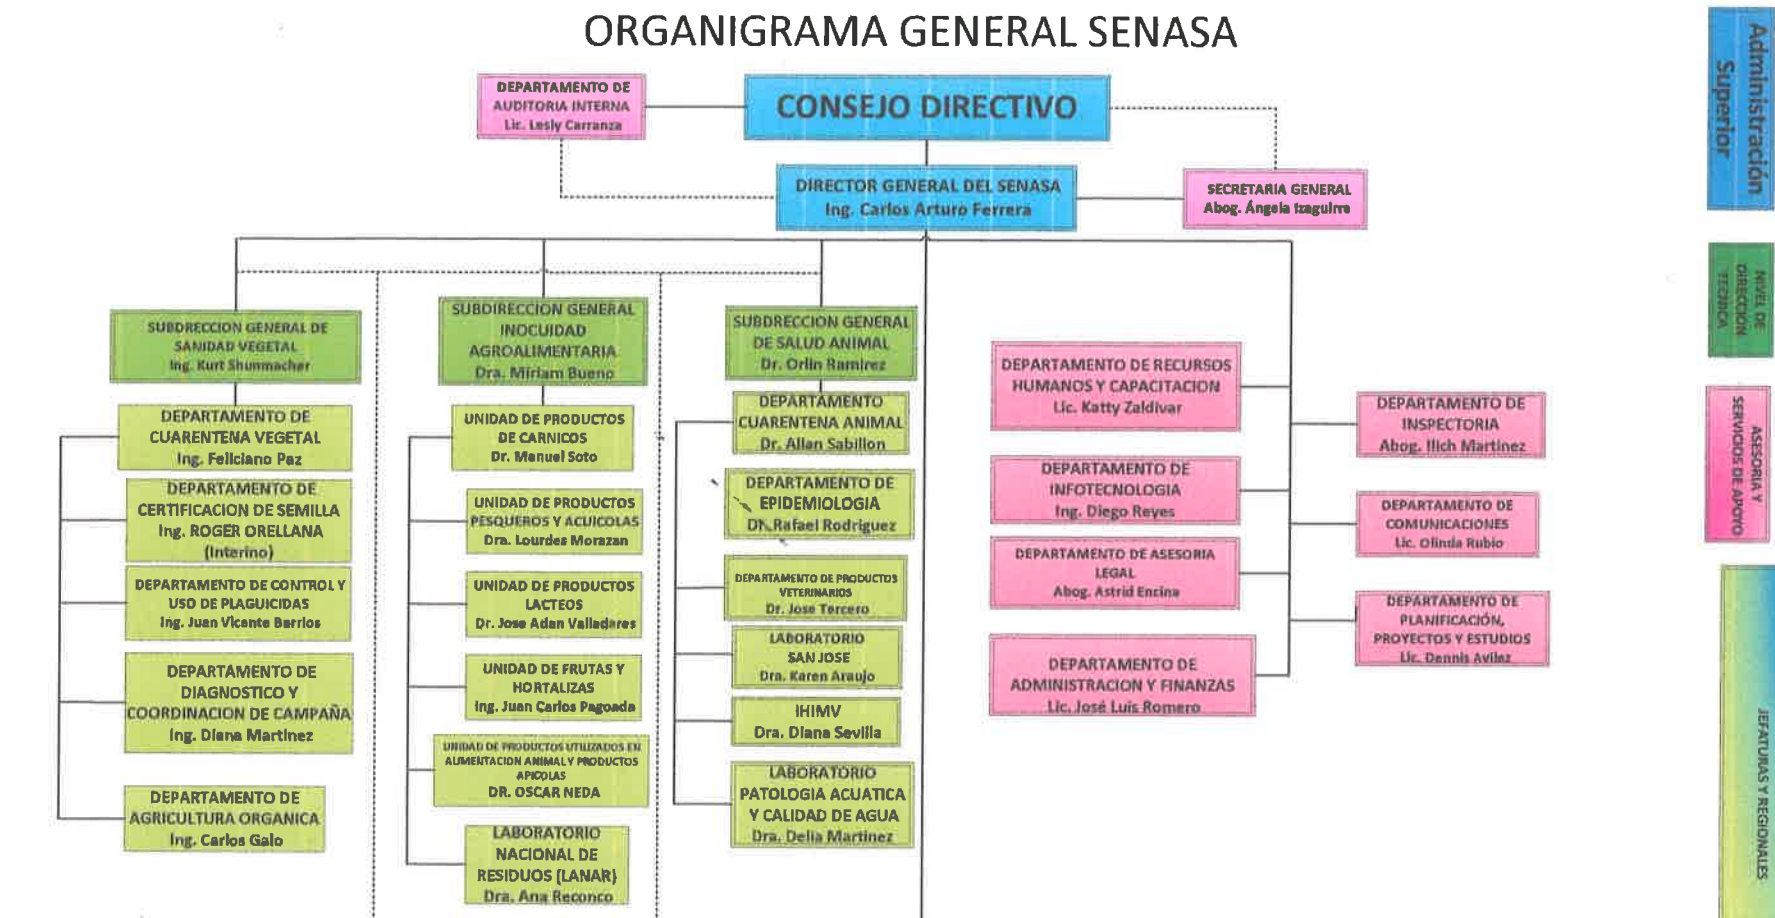 ORGANIGRAMA GENERAL SENASA
DEPARTAMENTO DE
AUDITORIA INTERNA
Lic. Lesly Carranza
CONSEJO DIRECTIVO
DIRECTOR GENERAL DEL SENASA
Ing. Carlos Arturo Ferrera
SECRETARIA GENERAL
Abog. Ángela Izaguirre
SUBDRECCION GENERAL DE
SANIDAD VEGETAL
Ing. Kurt Shunmacher
DEPARTAMENTO DE
CUARENTENA VEGETAL
Ing. Feliciano Paz
DEPARTAMENTO DE
CERTIFICACION DE SEMILLA
Ing. ROGER ORELLANA
(Interino)
DEPARTAMENTO DE CONTROL Y
USO DE PLAGUICIDAS
Ing. Juan Vicente Barrios
DEPARTAMENTO DE
DIAGNOSTICO Y
COORDINACION DE CAMPAÑA
Ing. Diana Martinez
DEPARTAMENTO DE
AGRICULTURA ORGANICA
Ing. Carlos Galo
SUBDIRECCION GENERAL
INOCUIDAD
AGROALIMENTARIA
Dra. Miriam Bueno
UNIDAD DE PRODUCTOS
DE CARNICOS
Dr. Manuel Soto
UNIDAD DE PRODUCTOS
PESQUEROS Y ACUICOLAS
Dra. Lourdes Morazan
UNIDAD DE PRODUCTOS
LACTEOS
Dr. Jose Adan Valladares
UNIDAD DE FRUTAS Y
HORTALIZAS
Ing. Juan Carlos Pagoada
UNIDAD DE PRODUCTOS UTILIZADOS EN
ALIMENTACION ANIMAL Y PRODUCTOS
APICOLAS
DR. OSCAR NEDA
LABORATORIO
NACIONAL DE
RESIDUOS (LANAR)
Dra. Ana Reconco
SUBDRECCION GENERAL
DE SALUD ANIMAL
Dr. Orlin Ramirez
DEPARTAMENTO
CUARENTENA ANIMAL
Dr. Allan Sabillon
DEPARTAMENTO DE
EPIDEMIOLOGIA
Dr. Rafael Rodriguez
DEPARTAMENTO DE PRODUCTOS
VETERINARIOS
Dr. Jose Tercero
LABORATORIO
SAN JOSE
Dra. Karen Araujo
IHIMV
Dra. Diana Sevilla
LABORATORIO
PATOLOGIA ACUATICA
Y CALIDAD DE AGUA
Dra. Delia Martinez
DEPARTAMENTO DE RECURSOS
HUMANOS Y CAPACITACION
Lic. Katty Zaldivar
DEPARTAMENTO DE
INFOTECNOLOGIA
Ing. Diego Reyes
DEPARTAMENTO DE ASESORIA
LEGAL
Abog. Astrid Encina
DEPARTAMENTO DE
ADMINISTRACION Y FINANZAS
Lic. José Luis Romero
DEPARTAMENTO DE
INSPECTORIA
Abog. Ilich Martinez
DEPARTAMENTO DE
COMUNICACIONES
Lic. Olinda Rubio
DEPARTAMENTO DE
PLANIFICACIÓN,
PROYECTOS Y ESTUDIOS
Lic. Dennis Avilez
Administración
Superior
NIVEL DE
DIRECCION
TECNICA
ASESORIA Y
SERVICIOS DE APOYO
JEFATURAS Y REGIONALES